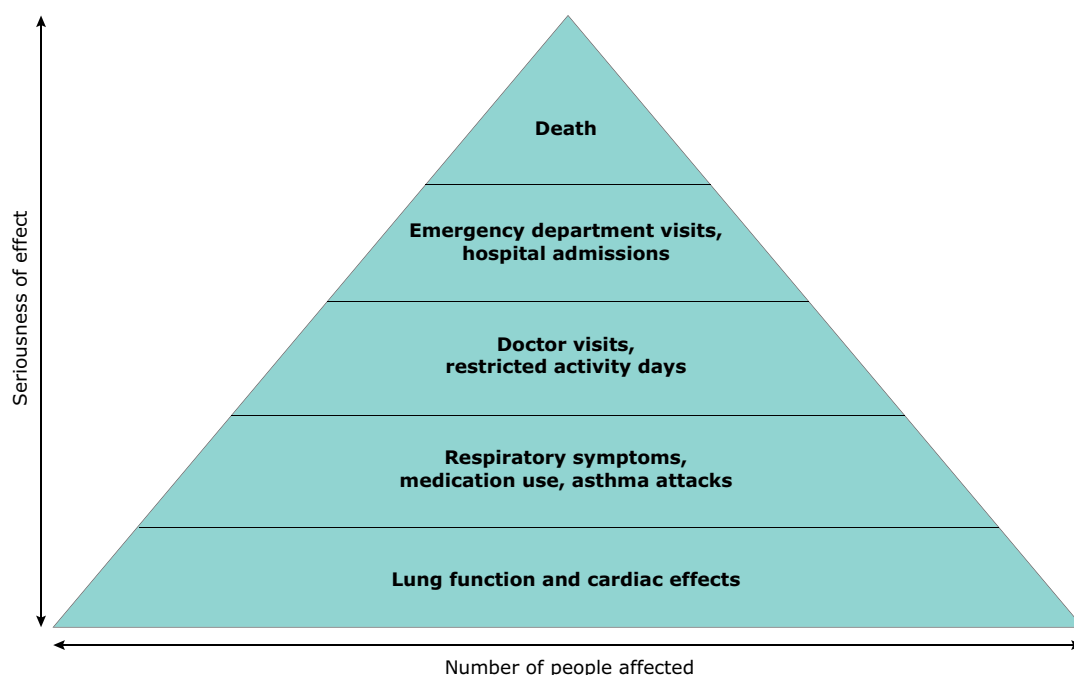 Death
Emergency department visits,
hospital admissions
Doctor visits,
restricted activity days
Respiratory symptoms,
medication use, asthma attacks
Lung function and cardiac effects
Seriousness of effect
Number of people affected